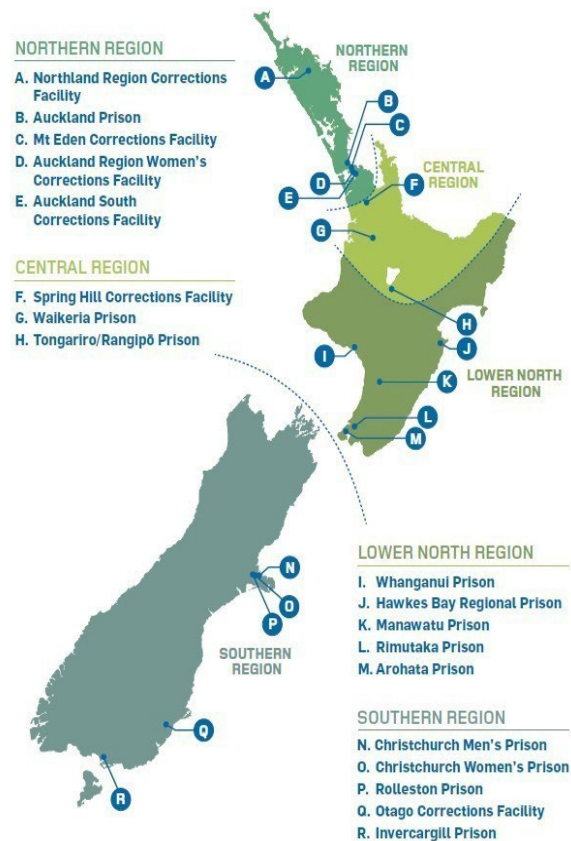 NORTHERN REGION
A. Northland Region Corrections
Facility
B. Auckland Prison
C. Mt Eden Corrections Facility
D. Auckland Region Women's
Corrections Facility
E. Auckland South
Corrections Facility
CENTRAL REGION
F. Spring Hill Corrections Facility
G. Waikeria Prison
H. Tongariro/Rangipō Prison
NORTHERN
REGION
A
B
C
D
E
CENTRAL
REGION
F
G
H
I
J
K
LOWER NORTH
REGION
L
M
N
O
P
SOUTHERN
REGION
Q
R
LOWER NORTH REGION
I. Whanganui Prison
J. Hawkes Bay Regional Prison
K. Manawatu Prison
L. Rimutaka Prison
M. Arohata Prison
SOUTHERN REGION
N. Christchurch Men's Prison
O. Christchurch Women's Prison
P. Rolleston Prison
Q. Otago Corrections Facility
R. Invercargill Prison